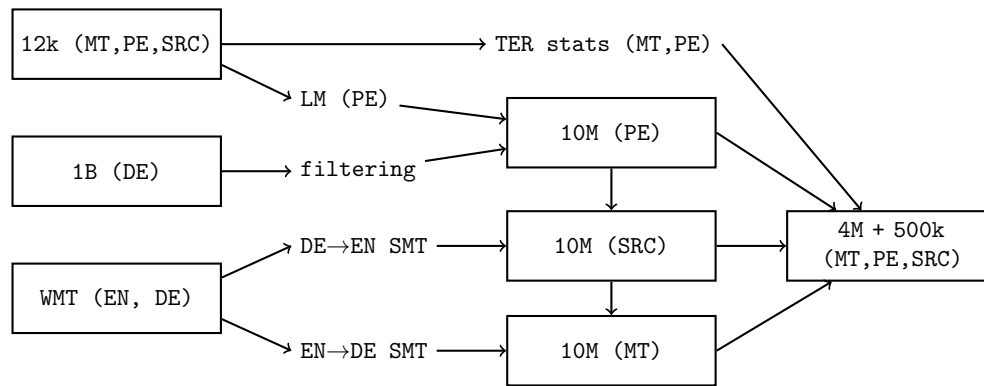 12k (MT,PE,SRC)
TER stats (MT,PE)
LM (PE)
10M (PE)
1B (DE)
filtering
4M + 500k
(MT,PE,SRC)
DE→EN SMT
10M (SRC)
WMT (EN, DE)
EN→DE SMT
10M (MT)